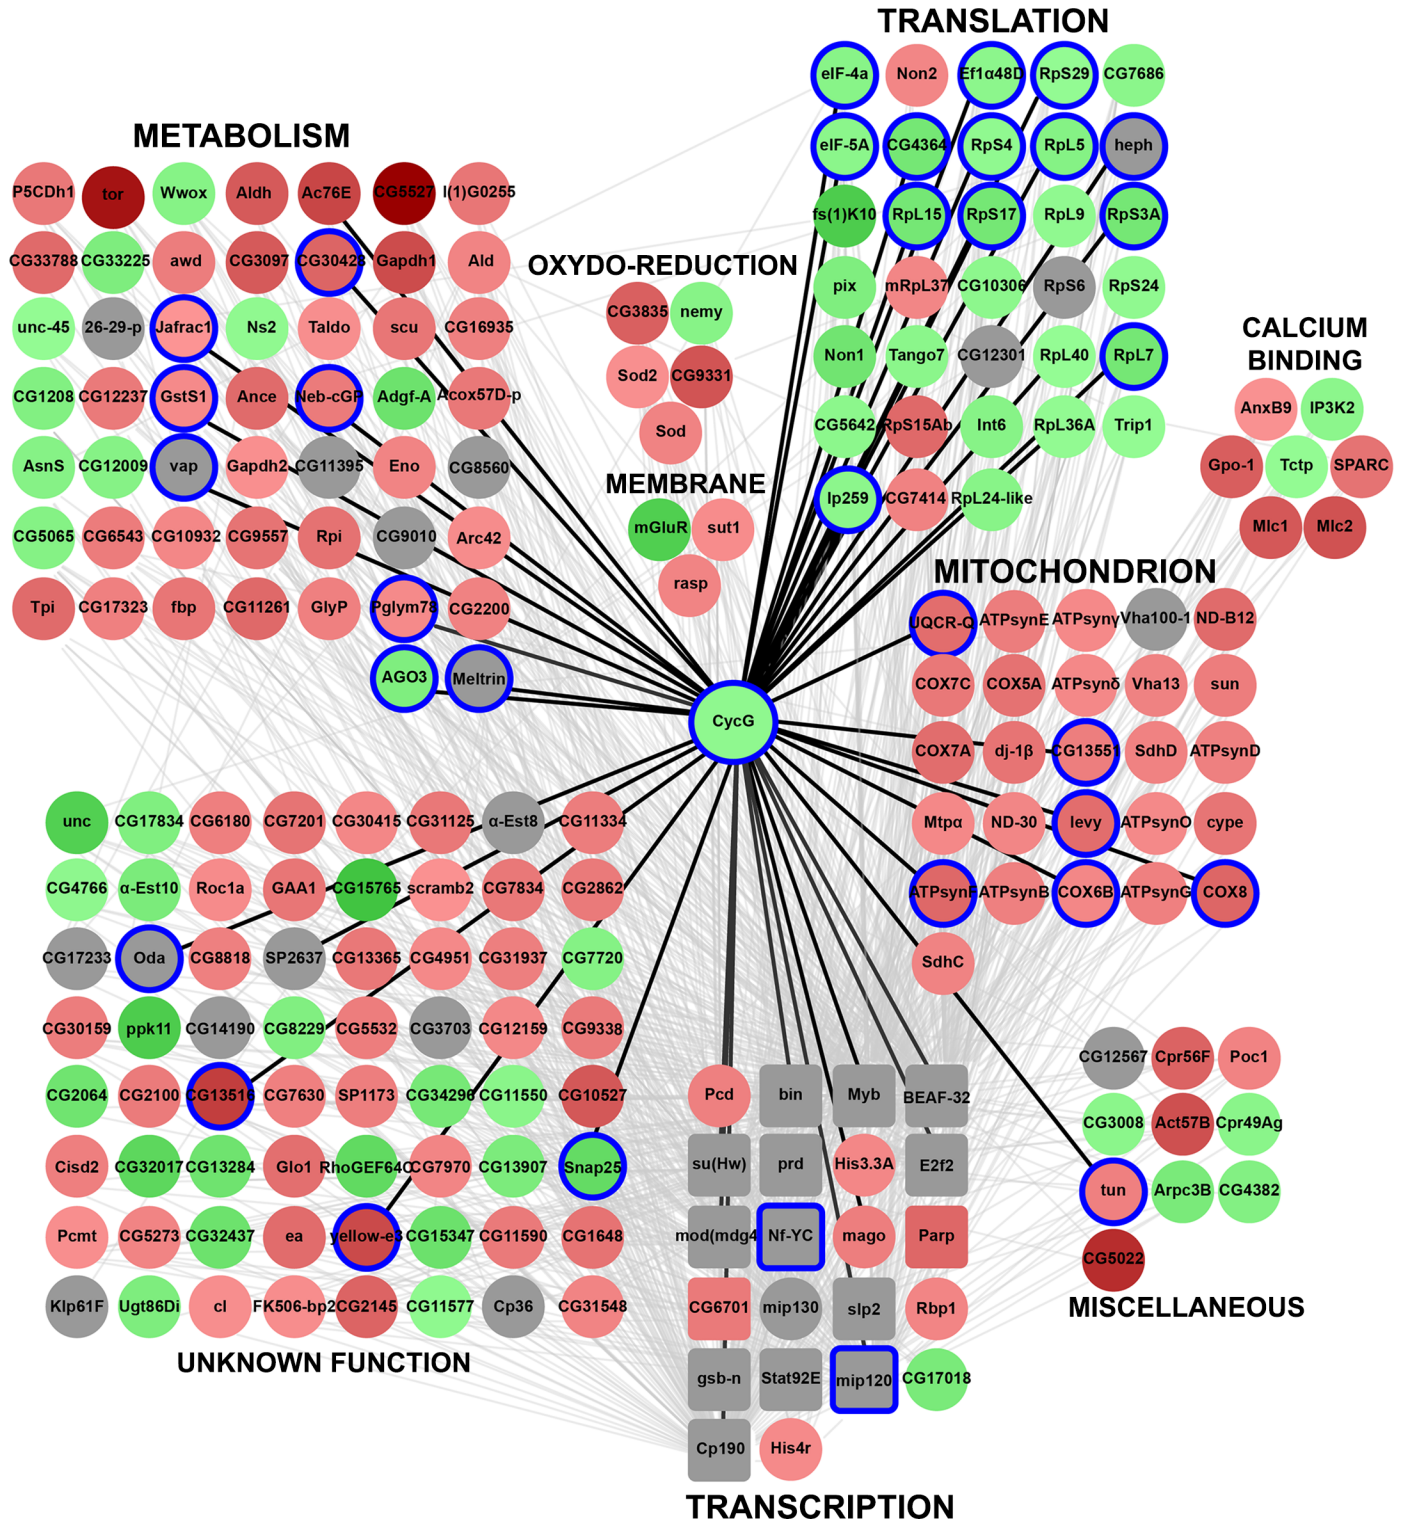 TRANSLATION
eIF-4a Non2 Ef1α48D RpS29 CG7686
eIF-5A CG4364 RpS4 RpL5 heph
fs(1)K10 RpL15 RpS17 RpL9 RpS3A
pix mRpL37 CG10306 RpS6 RpS24
Non1 Tango7 CG12301 RpL40 RpL7
CG5642 RpS15Ab Int6 RpL36A Trip1
Ip259 CG7414 RpL24-like
METABOLISM
P5CDh1 tor Wwox Aldh Ac76E CG5527 l(1)G0255
CG33788 CG33225 awd CG3097 CG30428 Gapdh1 Ald
unc-45 26-29-p Jafrac1 Ns2 Taldo scu CG16935
CG1208 CG12237 GstS1 Ance Neb-cGP Adgf-A Acox57D-p
AsnS CG12009 vap Gapdh2 CG11395 Eno CG8560
CG5065 CG6543 CG10932 CG9557 Rpi CG9010 Arc42
Tpi CG17323 fbp CG11261 GlyP Pglym78 CG2200
AGO3 Meltrin
OXYDO-REDUCTION
CG3835 nemy
Sod2 CG9331
Sod
MEMBRANE
mGluR sut1
rasp
CALCIUM
BINDING
AnxB9 IP3K2
Gpo-1 Tctp SPARC
Mlc1 Mlc2
MITOCHONDRION
UQCR-Q ATPsynE ATPsynγ Vha100-1 ND-B12
COX7C COX5A ATPsynδ Vha13 sun
COX7A dj-1β CG13551 SdhD ATPsynD
Mtpα ND-30 levy ATPsynO cype
ATPsynF ATPsynB COX6B ATPsynG COX8
SdhC
CycG
unc CG17834 CG6180 CG7201 CG30415 CG31125 α-Est8 CG11334
CG4766 α-Est10 Roc1a GAA1 CG15765 scramb2 CG7834 CG2862
CG17233 Oda CG8818 SP2637 CG13365 CG4951 CG31937 CG7720
CG30159 ppk11 CG14190 CG8229 CG5532 CG3703 CG12159 CG9338
CG2064 CG2100 CG13516 CG7630 SP1173 CG34296 CG11550 CG10527
Cisd2 CG32017 CG13284 Glo1 RhoGEF64C CG7970 CG13907 Snap25
Pcmt CG5273 CG32437 ea yellow-e3 CG15347 CG11590 CG1648
Klp61F Ugt86Di cl FK506-bp2 CG2145 CG11577 Cp36 CG31548
UNKNOWN FUNCTION
Pcd bin Myb BEAF-32
su(Hw) prd His3.3A E2f2
mod(mdg4 Nf-YC mago Parp
CG6701 mip130 slp2 Rbp1
gsb-n Stat92E mip120 CG17018
Cp190 His4r
TRANSCRIPTION
CG12567 Cpr56F Poc1
CG3008 Act57B Cpr49Ag
tun Arpc3B CG4382
CG5022
MISCELLANEOUS